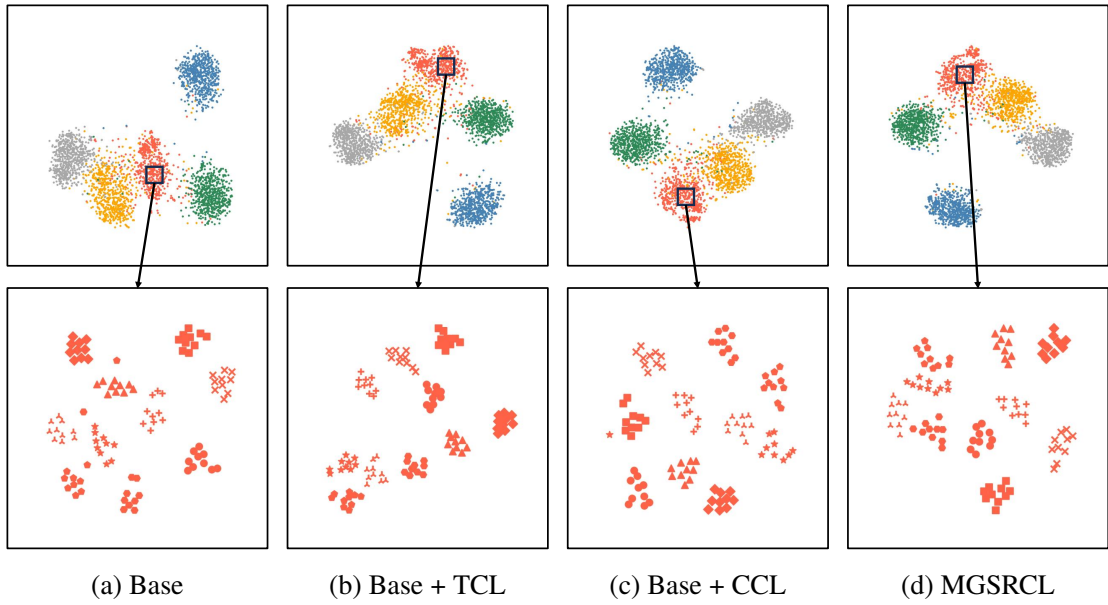 (a) Base
(b) Base + TCL
(c) Base + CCL
(d) MGSRCL